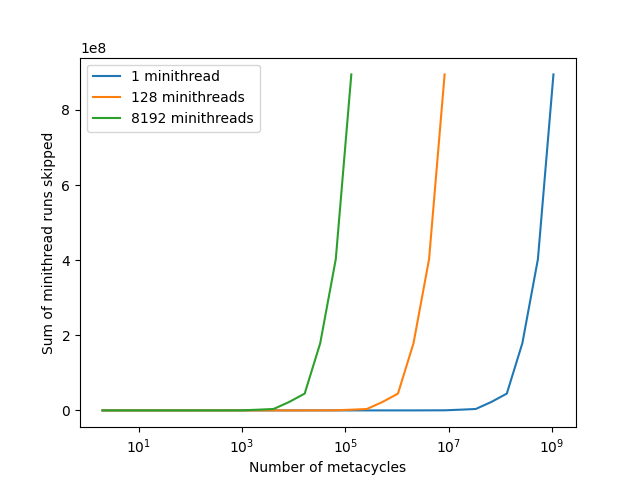 1e8
1 minithread
128 minithreads
8192 minithreads
8
6
4
2
0
Sum of minithread runs skipped
10¹
10³
10⁵
10⁷
10⁹
Number of metacycles